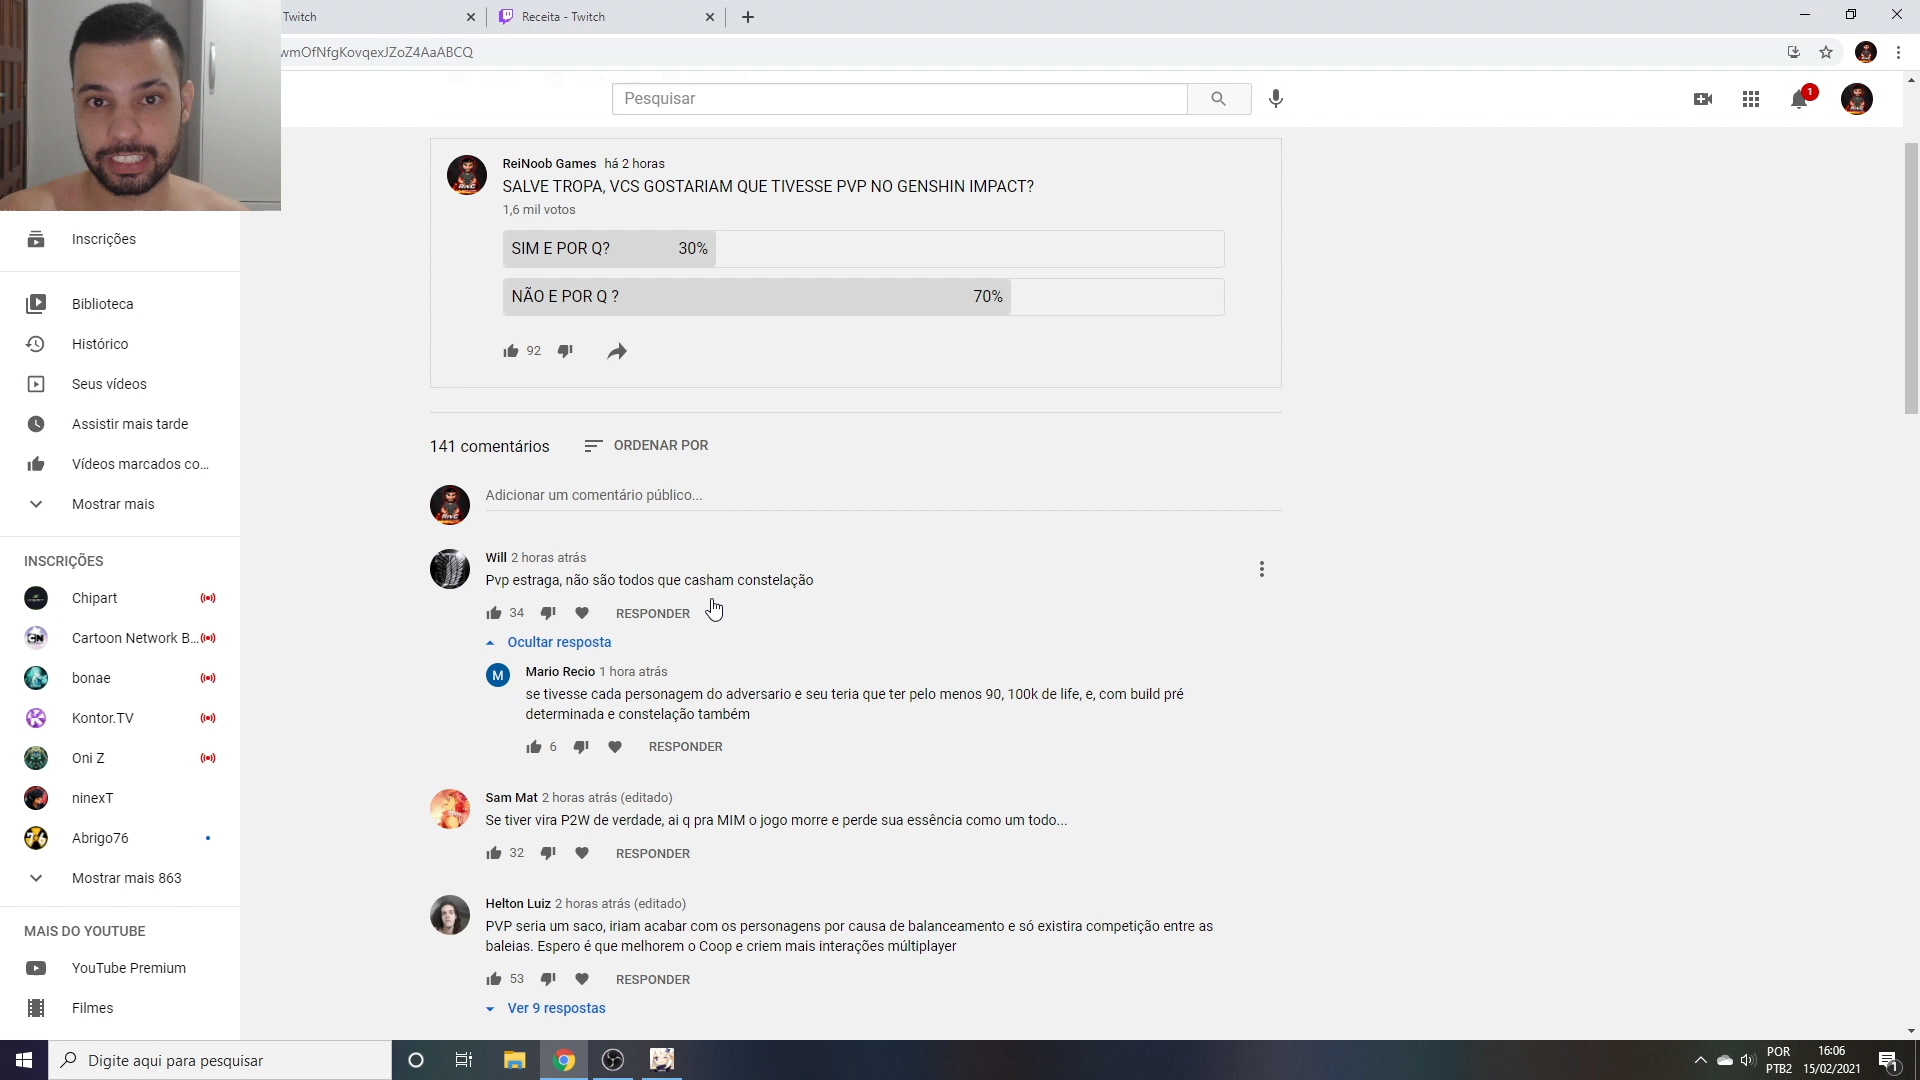 Twitch
Receita - Twitch
wmOfNfgKovqexJZoZ4AaABCQ
Pesquisar
1
ReiNoob Games há 2 horas
SALVE TROPA, VCS GOSTARIAM QUE TIVESSE PVP NO GENSHIN IMPACT?
1,6 mil votos
SIM E POR Q? 30%
NÃO E POR Q ? 70%
92
141 comentários
ORDENAR POR
Adicionar um comentário público...
Will 2 horas atrás
Pvp estraga, não são todos que casham constelação
34 RESPONDER
Ocultar resposta
M
Mario Recio 1 hora atrás
se tivesse cada personagem do adversario e seu teria que ter pelo menos 90, 100k de life, e, com build pré
determinada e constelação também
6 RESPONDER
Sam Mat 2 horas atrás (editado)
Se tiver vira P2W de verdade, ai q pra MIM o jogo morre e perde sua essência como um todo...
32 RESPONDER
Helton Luiz 2 horas atrás (editado)
PVP seria um saco, iriam acabar com os personagens por causa de balanceamento e só existira competição entre as
baleias. Espero é que melhorem o Coop e criem mais interações múltiplayer
53 RESPONDER
Ver 9 respostas
Inscrições
Biblioteca
Histórico
Seus vídeos
Assistir mais tarde
Vídeos marcados co...
Mostrar mais
INSCRIÇÕES
Chipart
CN
Cartoon Network B...
bonae
Kontor.TV
Oni Z
ninexT
Abrigo76
Mostrar mais 863
MAIS DO YOUTUBE
YouTube Premium
Filmes
Digite aqui para pesquisar
POR
PTB2
16:06
15/02/2021
1